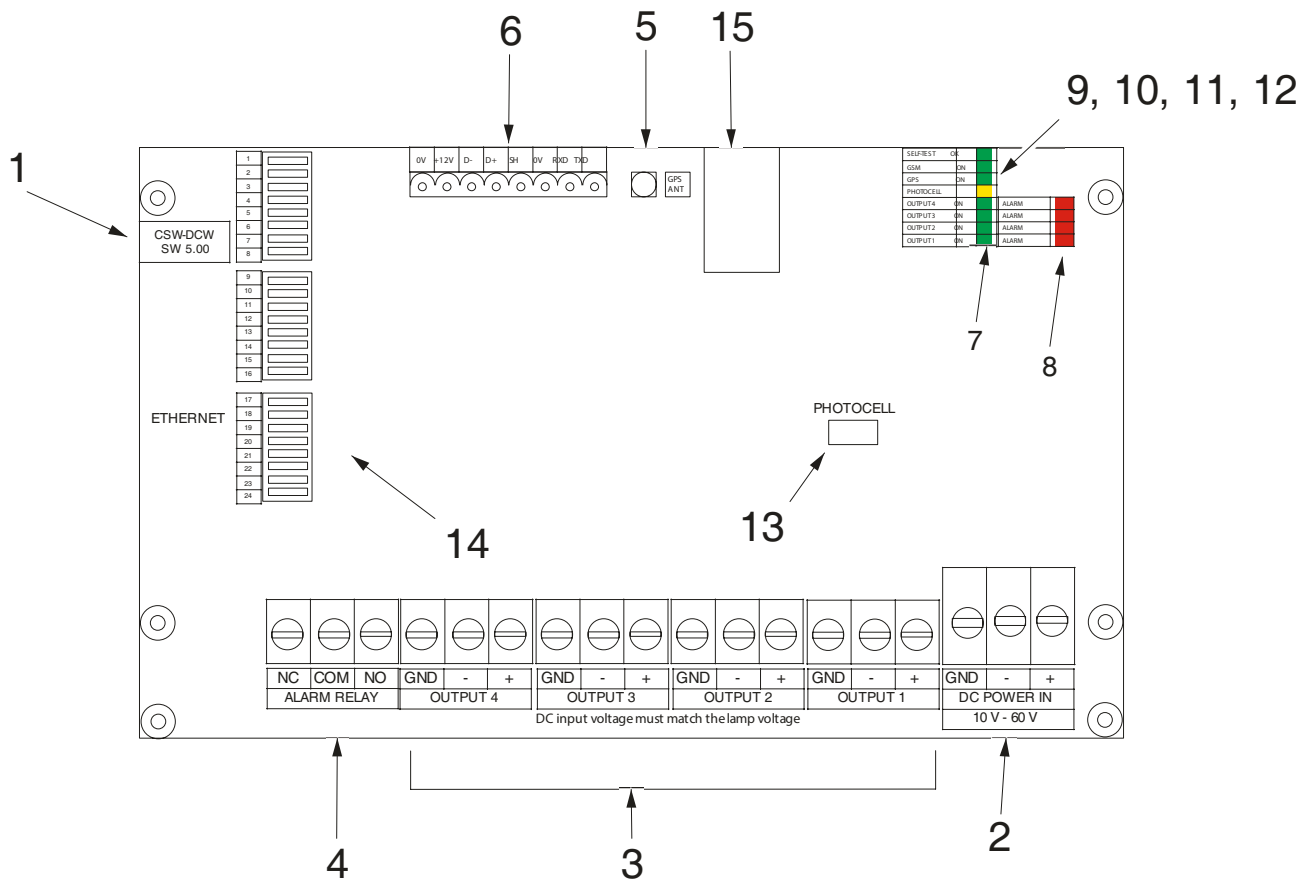 6
5
15
9, 10, 11, 12
1
0V +12V D- D+ SH 0V RXD TXD
GPS
ANT
SELF-TEST OK
GSM ON
GPS ON
PHOTOCELL
OUTPUT4 ON ALARM
OUTPUT3 ON ALARM
OUTPUT2 ON ALARM
OUTPUT1 ON ALARM
CSW-DCW
SW 5.00
1
2
3
4
5
6
7
8
9
10
11
12
13
14
15
16
ETHERNET
17
18
19
20
21
22
23
24
7
8
PHOTOCELL
13
14
NC COM NO GND - + GND - + GND - + GND - + GND - +
ALARM RELAY OUTPUT 4 OUTPUT 3 OUTPUT 2 OUTPUT 1 DC POWER IN
DC input voltage must match the lamp voltage
10 V - 60 V
4
3
2